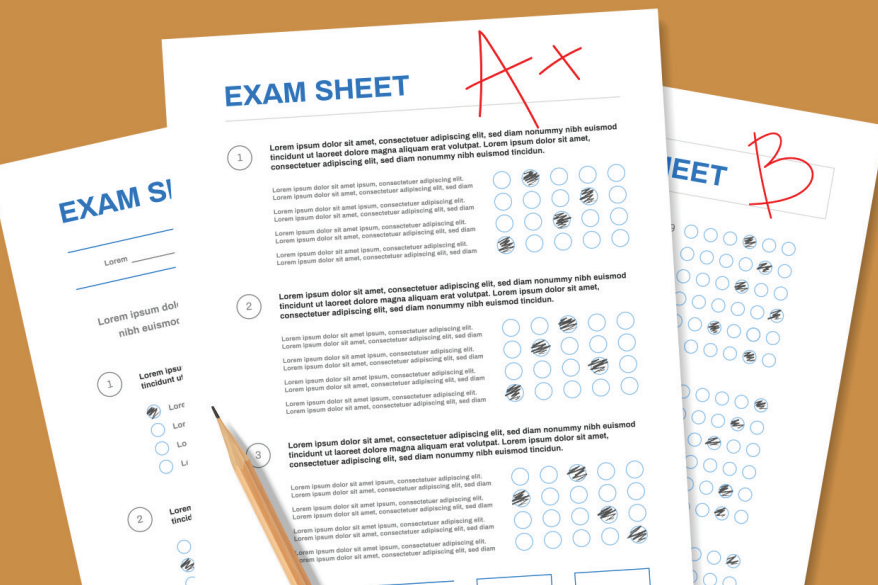 EXAM SHEET
A+
1
Lorem ipsum dolor sit amet, consectetuer adipiscing elit, sed diam nonummy nibh euismod
tincidunt ut laoreet dolore magna aliquam erat volutpat. Lorem ipsum dolor sit amet,
consectetuer adipiscing elit, sed diam nonummy nibh euismod tincidun.
Lorem ipsum dolor sit amet ipsum, consectetuer adipiscing elit.
Lorem ipsum dolor sit amet, consectetuer adipiscing elit, sed diam
Lorem ipsum dolor sit amet ipsum, consectetuer adipiscing elit.
Lorem ipsum dolor sit amet, consectetuer adipiscing elit, sed diam
Lorem ipsum dolor sit amet ipsum, consectetuer adipiscing elit.
Lorem ipsum dolor sit amet, consectetuer adipiscing elit, sed diam
Lorem ipsum dolor sit amet ipsum, consectetuer adipiscing elit.
Lorem ipsum dolor sit amet, consectetuer adipiscing elit, sed diam
2
Lorem ipsum dolor sit amet, consectetuer adipiscing elit, sed diam nonummy nibh euismod
tincidunt ut laoreet dolore magna aliquam erat volutpat. Lorem ipsum dolor sit amet,
consectetuer adipiscing elit, sed diam nonummy nibh euismod tincidun.
Lorem ipsum dolor sit amet ipsum, consectetuer adipiscing elit.
Lorem ipsum dolor sit amet, consectetuer adipiscing elit, sed diam
Lorem ipsum dolor sit amet ipsum, consectetuer adipiscing elit.
Lorem ipsum dolor sit amet, consectetuer adipiscing elit, sed diam
Lorem ipsum dolor sit amet ipsum, consectetuer adipiscing elit.
Lorem ipsum dolor sit amet, consectetuer adipiscing elit, sed diam
Lorem ipsum dolor sit amet ipsum, consectetuer adipiscing elit.
Lorem ipsum dolor sit amet, consectetuer adipiscing elit, sed diam
3
Lorem ipsum dolor sit amet, consectetuer adipiscing elit, sed diam nonummy nibh euismod
tincidunt ut laoreet dolore magna aliquam erat volutpat. Lorem ipsum dolor sit amet,
consectetuer adipiscing elit, sed diam nonummy nibh euismod tincidun.
Lorem ipsum dolor sit amet ipsum, consectetuer adipiscing elit.
Lorem ipsum dolor sit amet, consectetuer adipiscing elit, sed diam
Lorem ipsum dolor sit amet ipsum, consectetuer adipiscing elit.
Lorem ipsum dolor sit amet, consectetuer adipiscing elit, sed diam
Lorem ipsum dolor sit amet ipsum, consectetuer adipiscing elit.
ipsum dolor sit amet, consectetuer adipiscing elit, sed diam
EXAM SH
Lorem
Lorem ipsum dol
nibh euismo
1
Lorem ipsu
tincidunt ut
Lore
Lor
Lo
2
Lorem
tincid
EET
B